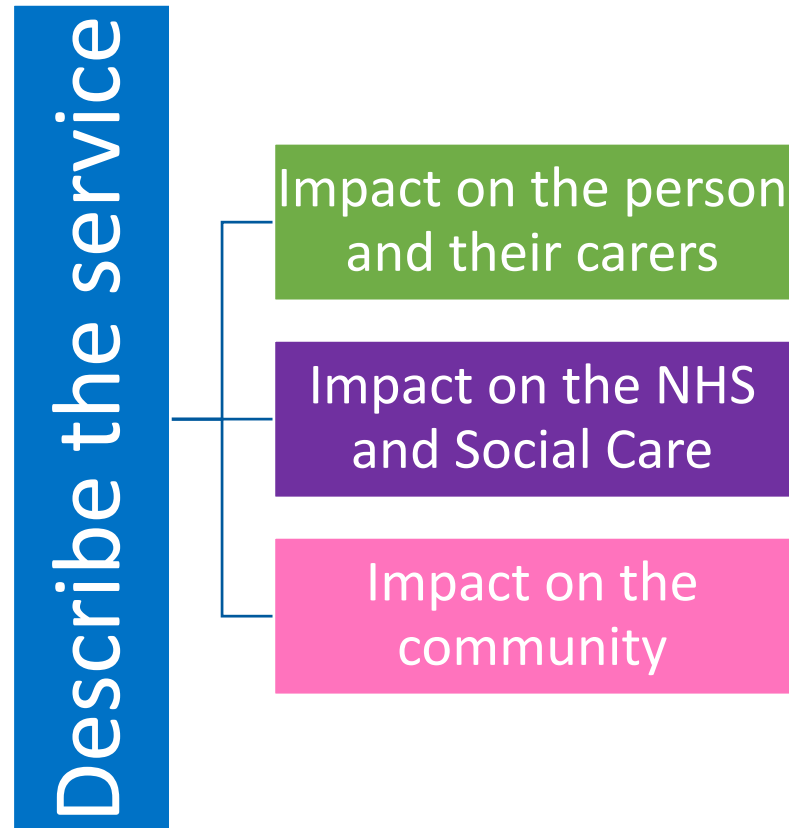 Describe the service
Impact on the person
and their carers
Impact on the NHS
and Social Care
Impact on the
community